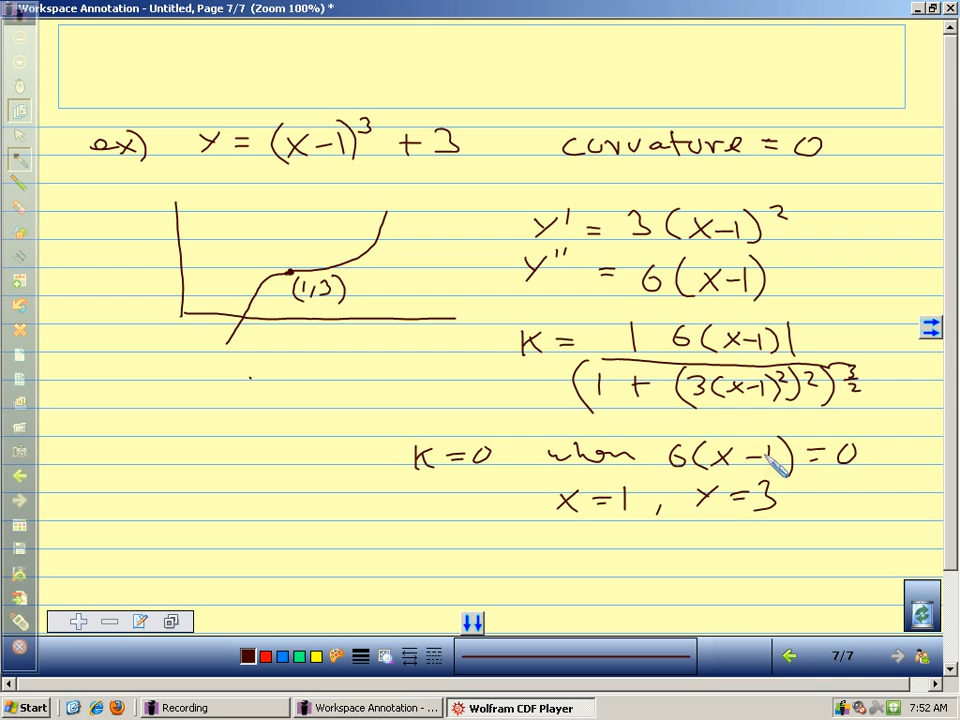 Workspace Annotation - Untitled, Page 7/7 (Zoom 100%) *
ex) y = (x-1)³ + 3 curvature = 0
y' = 3(x-1)²
y" = 6(x-1)
(1,3)
K = | 6(x-1)|
(1 + (3(x-1)²)²)^3/2
K=0 when 6(x-1)=0
x=1, y=3
7/7
Start Recording Workspace Annotation - ... Wolfram CDF Player 7:52 AM